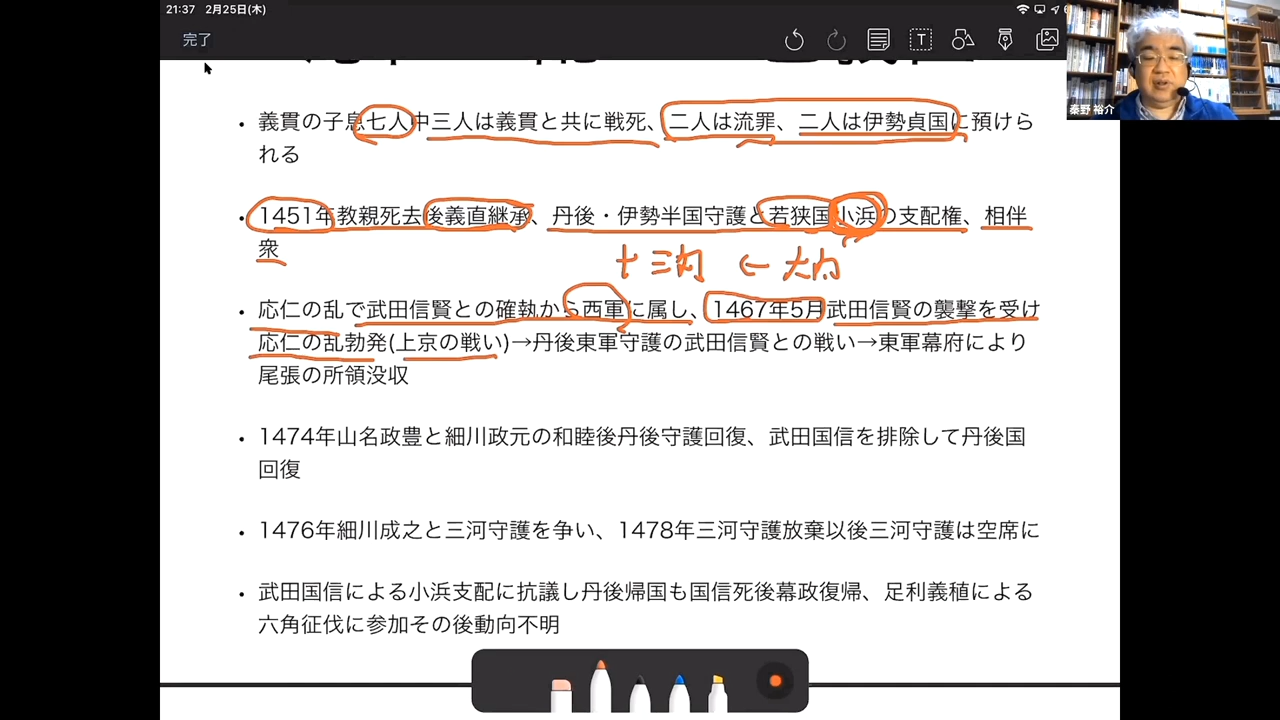 21:37 2月25日(木)
完了
秦野 裕介
• 義貫の子息七人中三人は義貫と共に戦死、二人は流罪、二人は伊勢貞国に預けら
れる
• 1451年教親死去後義直継承、丹後・伊勢半国守護と若狭国小浜の支配権、相伴
衆
十三河 ← 大内
• 応仁の乱で武田信賢との確執から西軍に属し、1467年5月武田信賢の襲撃を受け
応仁の乱勃発(上京の戦い)→丹後東軍守護の武田信賢との戦い→東軍幕府により
尾張の所領没収
• 1474年山名政豊と細川政元の和睦後丹後守護回復、武田国信を排除して丹後国
回復
• 1476年細川成之と三河守護を争い、1478年三河守護放棄以後三河守護は空席に
• 武田国信による小浜支配に抗議し丹後帰国も国信死後幕政復帰、足利義稙による
六角征伐に参加その後動向不明